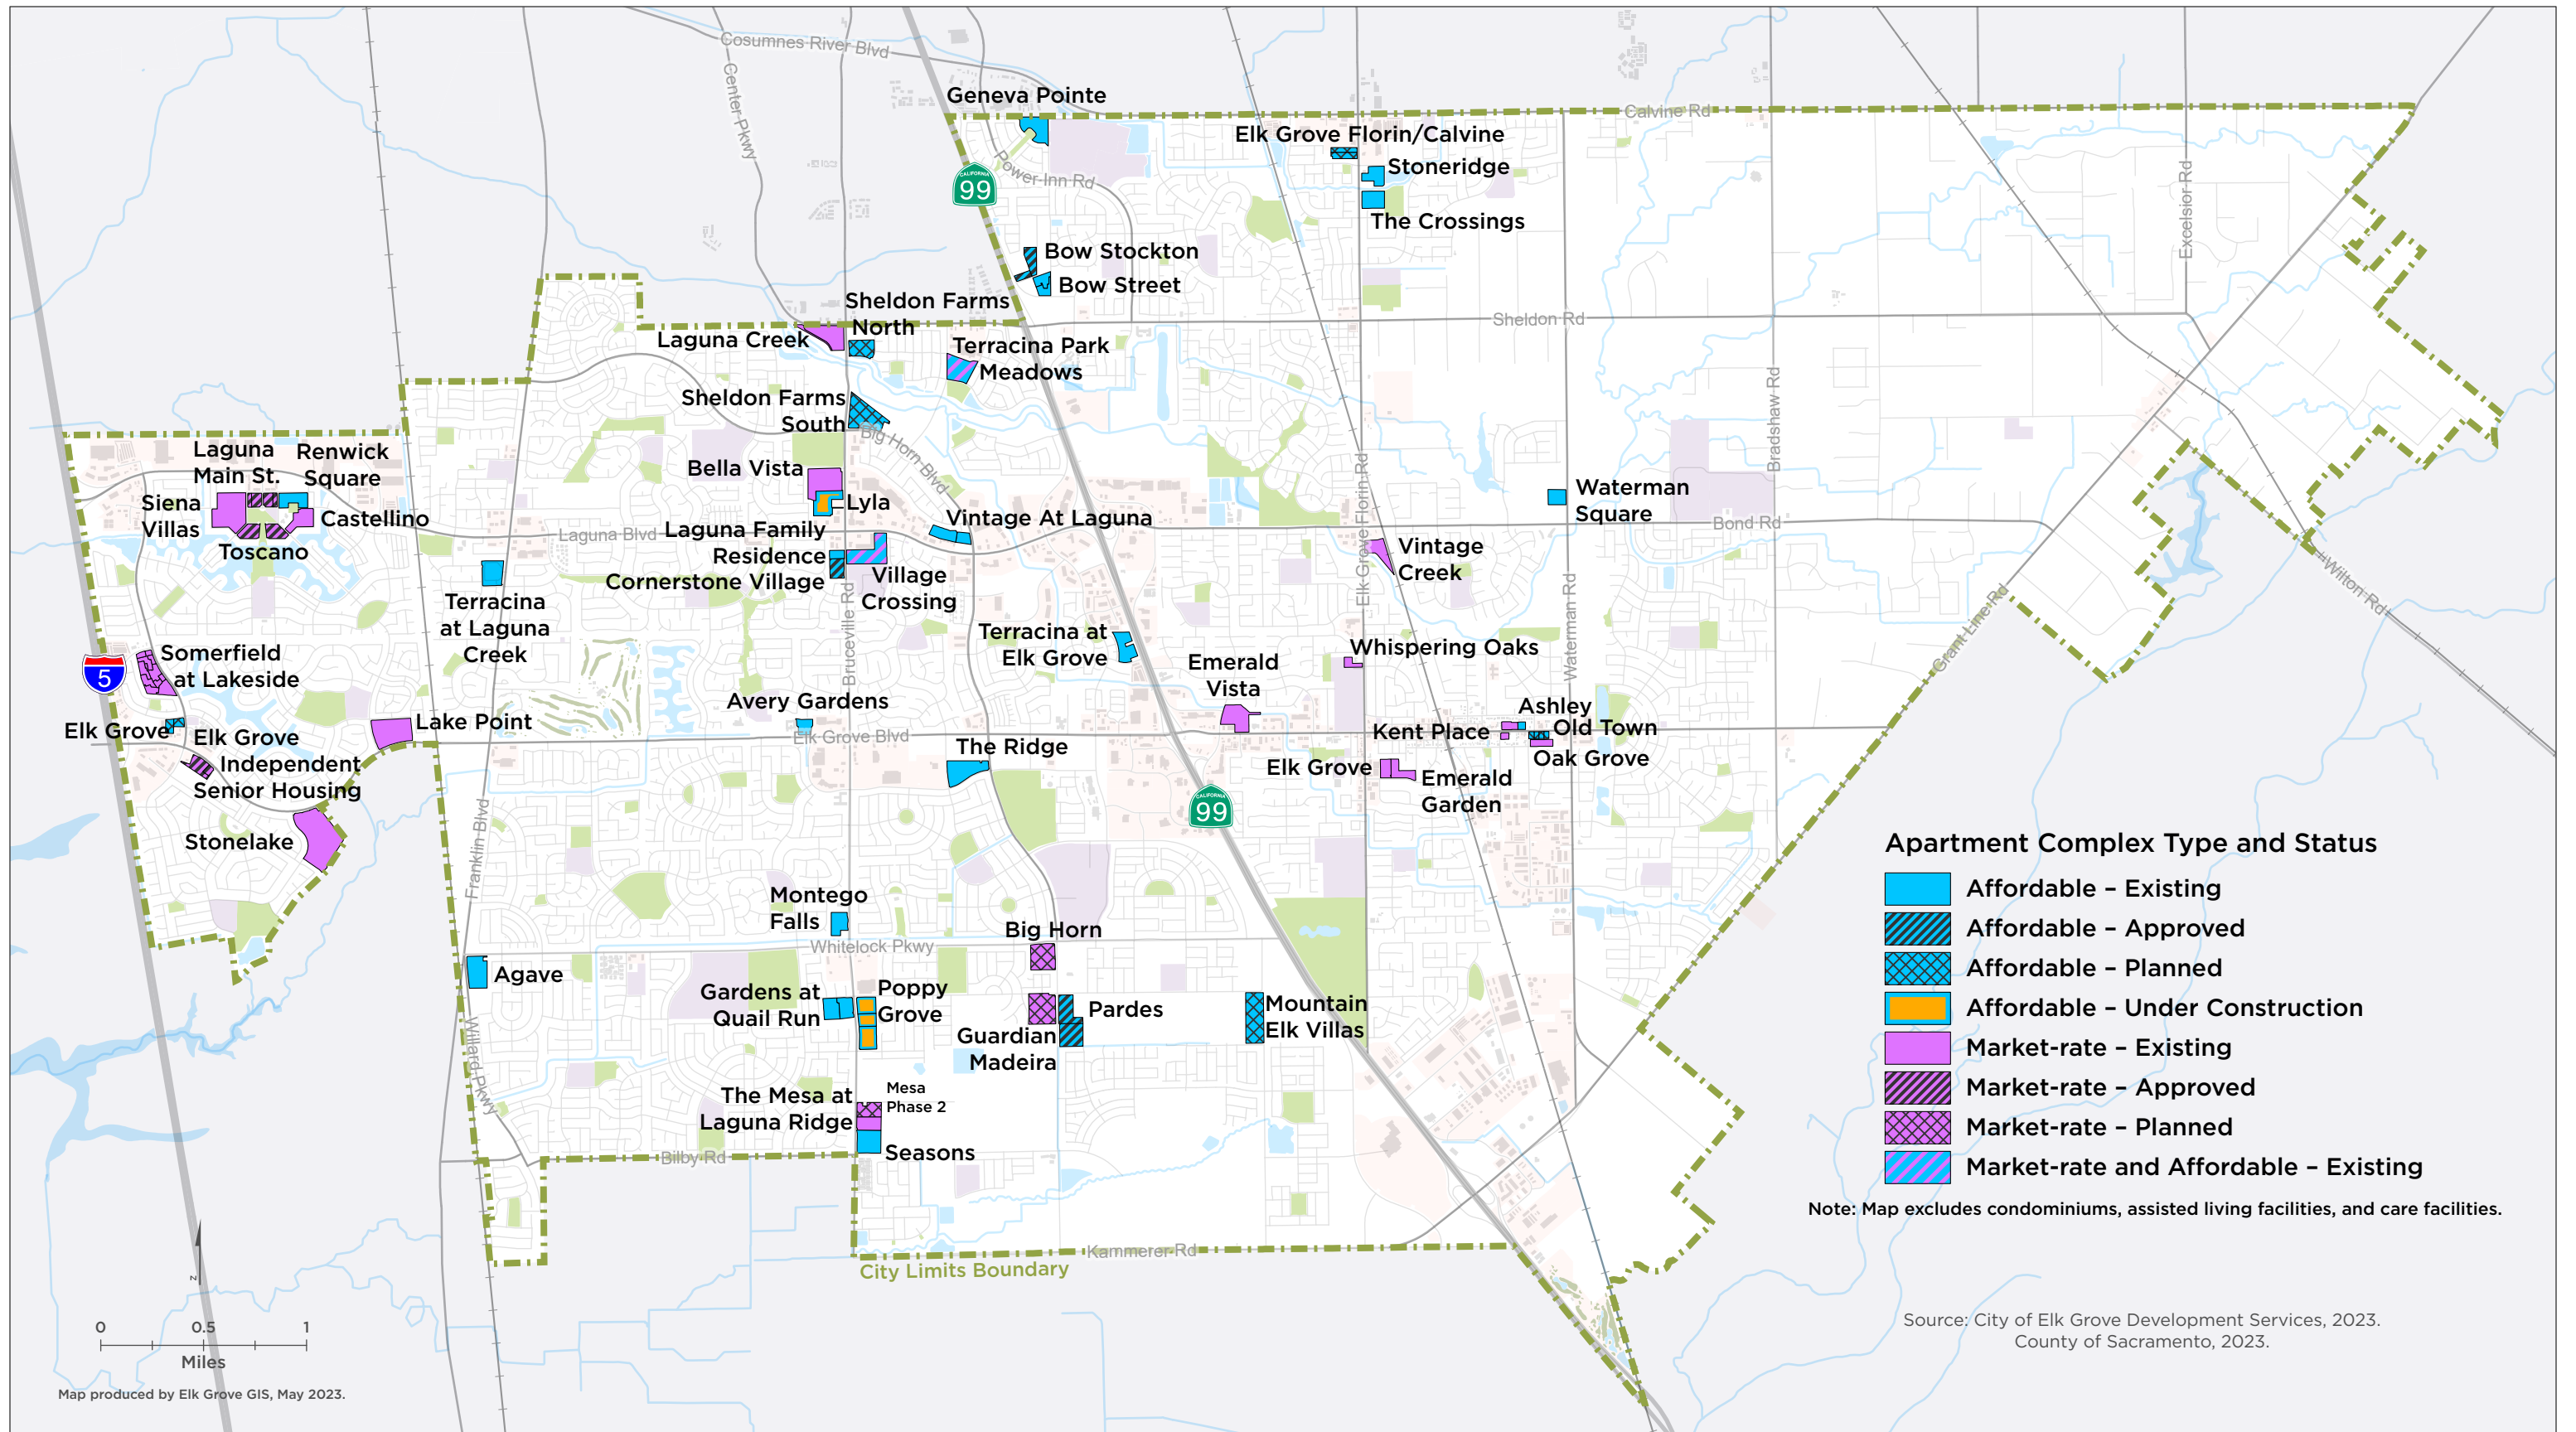 Cosumnes River Blvd
Center Pkwy
Geneva Pointe
Calvine Rd
Elk Grove Florin/Calvine
Power Inn Rd
CALIFORNIA
99
Stoneridge
The Crossings
Excelsior Rd
Bow Stockton
Bow Street
Sheldon Farms
North
Sheldon Rd
Laguna Creek
Terracina Park
Meadows
Sheldon Farms
South
Big Horn Blvd
Bradshaw Rd
Laguna
Main St.
Renwick
Square
Siena
Villas
Castellino
Toscano
Bella Vista
Lyla
Elk Grove Florin Rd
Waterman
Square
Bond Rd
Laguna Blvd
Laguna Family
Residence
Vintage At Laguna
Cornerstone Village
Village
Crossing
Vintage
Creek
Wilton Rd
Terracina
at Laguna
Creek
Bruceville Rd
Waterman Rd
Grant Line Rd
Terracina at
Elk Grove
Whispering Oaks
Emerald
Vista
5
Somerfield
at Lakeside
Avery Gardens
Ashley
Elk Grove
Lake Point
Elk Grove Blvd
Kent Place
Old Town
Elk Grove
Independent
Senior Housing
The Ridge
Oak Grove
Elk Grove
Emerald
Garden
CALIFORNIA
99
Stonelake
Franklin Blvd
Montego
Falls
Whitelock Pkwy
Big Horn
Agave
Gardens at
Quail Run
Poppy
Grove
Pardes
Guardian
Madeira
Mountain
Elk Villas
Willard Pkwy
The Mesa at
Laguna Ridge
Mesa
Phase 2
Seasons
Bilby Rd
Kammerer Rd
City Limits Boundary
Apartment Complex Type and Status
Affordable – Existing
Affordable – Approved
Affordable – Planned
Affordable – Under Construction
Market-rate – Existing
Market-rate – Approved
Market-rate – Planned
Market-rate and Affordable – Existing
Note: Map excludes condominiums, assisted living facilities, and care facilities.
Source: City of Elk Grove Development Services, 2023.
County of Sacramento, 2023.
N
0 0.5 1
Miles
Map produced by Elk Grove GIS, May 2023.